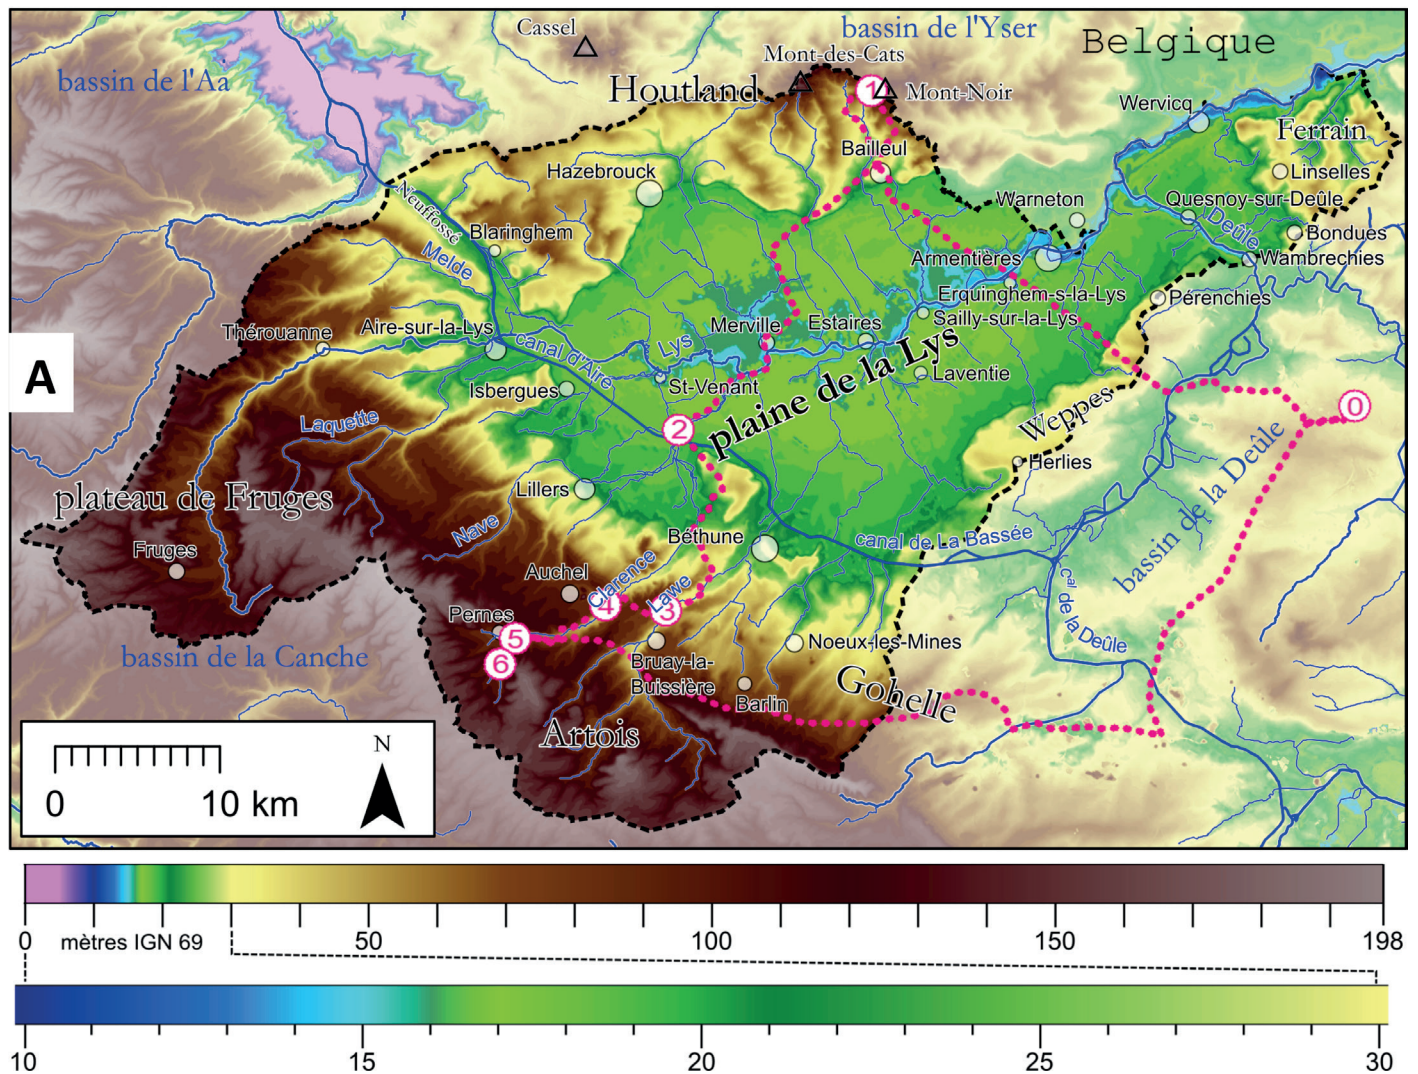 Cassel
bassin de l'Yser
Belgique
Mont-des-Cats
bassin de l'Aa
Houtland
1
Mont-Noir
Wervicq
Ferrain
Bailleul
Hazebrouck
Linselles
Neuffossé
Warneton
Quesnoy-sur-Deûle
Deûle
Blaringhem
Bondues
Melde
Armentières
Wambrechies
Erquinghem-s-la-Lys
Pérenchies
Thérouanne
Aire-sur-la-Lys
Merville
Estaires
Sailly-sur-la-Lys
canal d'Aire
Lys
A
Isbergues
St-Venant
plaine de la Lys
Laventie
Laquette
2
Weppes
0
Herlies
plateau de Fruges
Lillers
bassin de la Deûle
Nave
Béthune
canal de La Bassée
Fruges
Auchel
Clarence
Lawe
cal de la Deûle
4
3
Pernes
5
6
bassin de la Canche
Bruay-la-
Buissière
Noeux-les-Mines
Barlin
Gohelle
Artois
N
0 10 km
0 mètres IGN 69 50 100 150 198
10 15 20 25 30